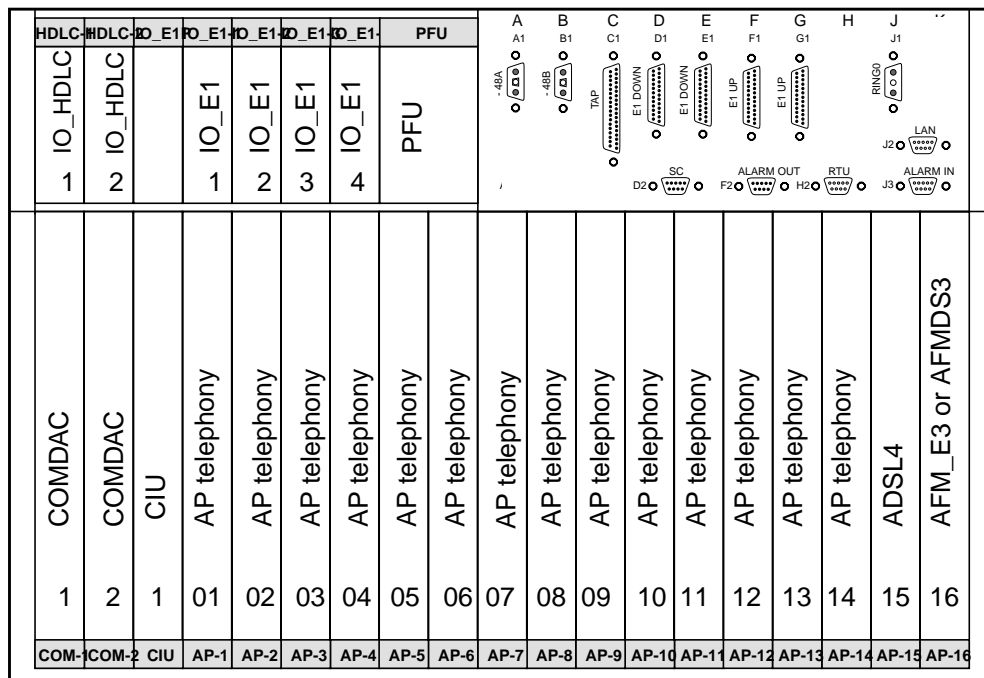 HDLC-1 HDLC-2 IO_E1P IO_E1-1 IO_E1-2 IO_E1-3 IO_E1- PFU
IO_HDLC 1
IO_HDLC 2
IO_E1 1
IO_E1 2
IO_E1 3
IO_E1 4
PFU
A B C D E F G H J
A1 B1 C1 D1 E1 F1 G1 J1
- 48A
- 48B
TAP
E1 DOWN
E1 DOWN
E1 UP
E1 UP
RING0
LAN
J2
SC ALARM OUT RTU ALARM IN
D2 F2 H2 J3
COMDAC 1
COMDAC 2
CIU 1
AP telephony 01
AP telephony 02
AP telephony 03
AP telephony 04
AP telephony 05
AP telephony 06
AP telephony 07
AP telephony 08
AP telephony 09
AP telephony 10
AP telephony 11
AP telephony 12
AP telephony 13
AP telephony 14
ADSL4 15
AFM_E3 or AFMDS3 16
COM-1 COM-2 CIU AP-1 AP-2 AP-3 AP-4 AP-5 AP-6 AP-7 AP-8 AP-9 AP-10 AP-11 AP-12 AP-13 AP-14 AP-15 AP-16